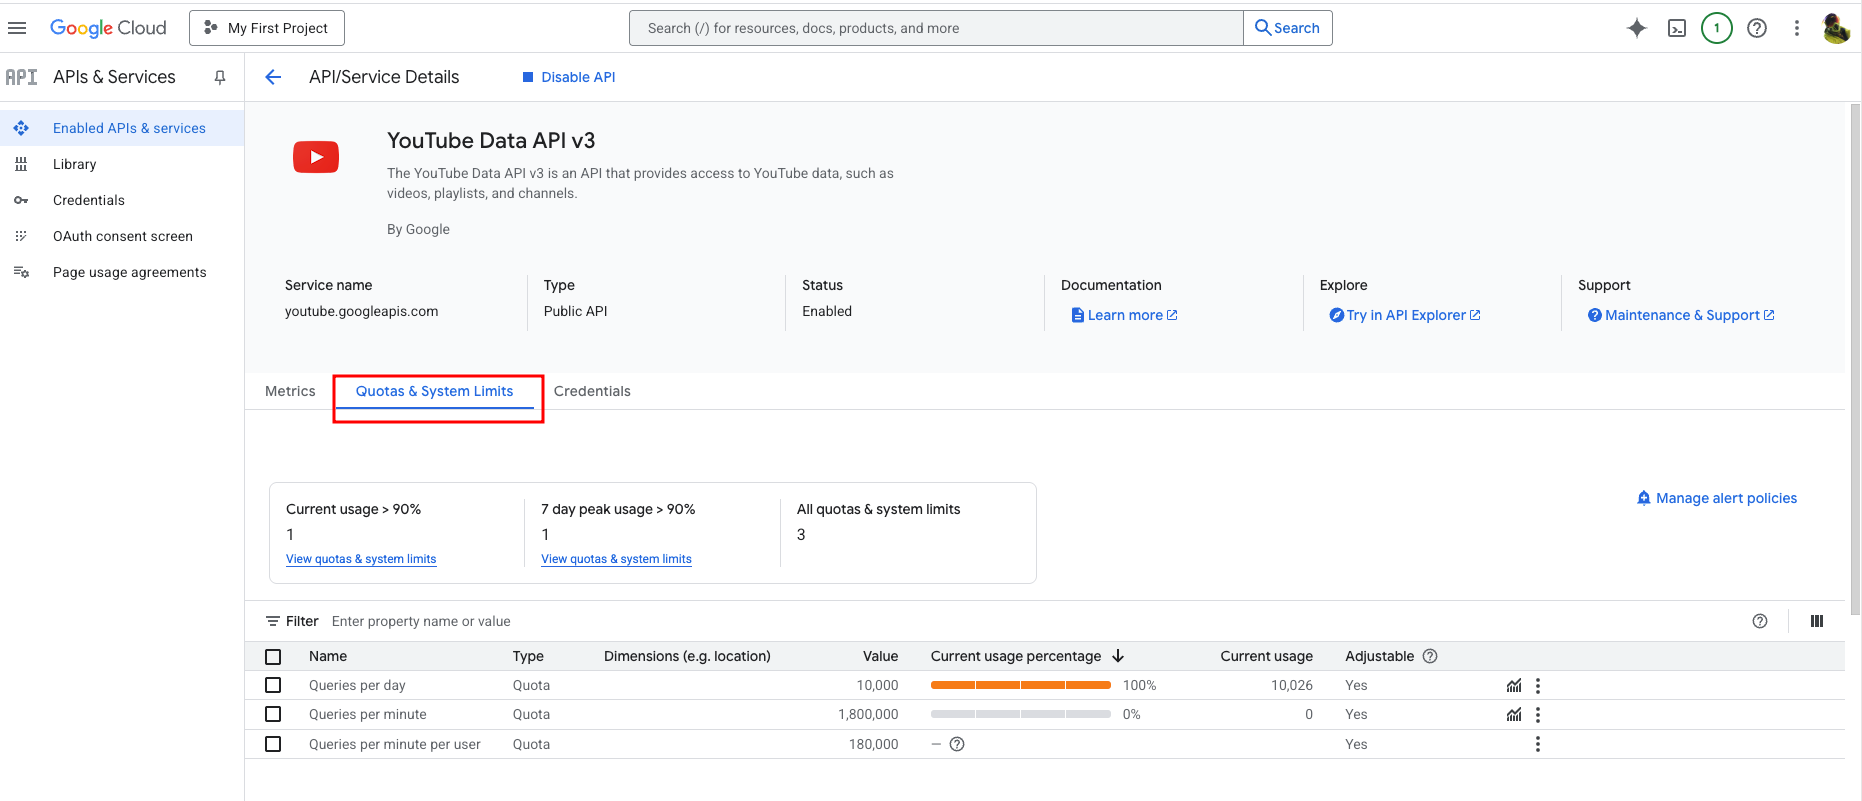 Google Cloud
My First Project
Search (/) for resources, docs, products, and more
Search
1
API
APIs & Services
API/Service Details
Disable API
Enabled APIs & services
Library
Credentials
OAuth consent screen
Page usage agreements
YouTube Data API v3
The YouTube Data API v3 is an API that provides access to YouTube data, such as
videos, playlists, and channels.
By Google
Service name
youtube.googleapis.com
Type
Public API
Status
Enabled
Documentation
Learn more
Explore
Try in API Explorer
Support
Maintenance & Support
Metrics
Quotas & System Limits
Credentials
Current usage > 90%
1
View quotas & system limits
7 day peak usage > 90%
1
View quotas & system limits
All quotas & system limits
3
Manage alert policies
Filter Enter property name or value
Name Type Dimensions (e.g. location) Value Current usage percentage Current usage Adjustable
Queries per day Quota 10,000 100% 10,026 Yes
Queries per minute Quota 1,800,000 0% 0 Yes
Queries per minute per user Quota 180,000 — Yes